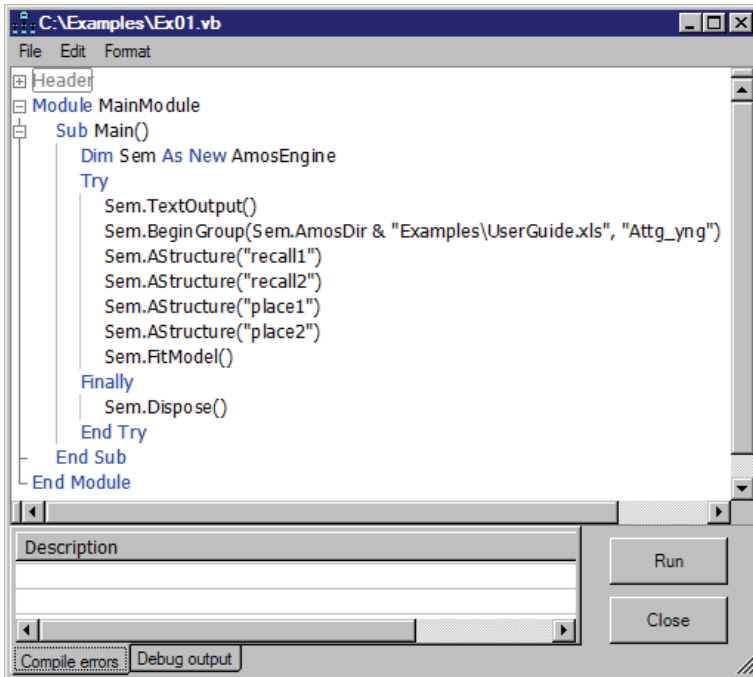 C:\Examples\Ex01.vb
File Edit Format
Header
Module MainModule
Sub Main()
Dim Sem As New AmosEngine
Try
Sem.TextOutput()
Sem.BeginGroup(Sem.AmosDir & "Examples\UserGuide.xls", "Attg_yng")
Sem.AStructure("recall1")
Sem.AStructure("recall2")
Sem.AStructure("place1")
Sem.AStructure("place2")
Sem.FitModel()
Finally
Sem.Dispose()
End Try
End Sub
End Module
Description
Run
Close
Compile errors Debug output